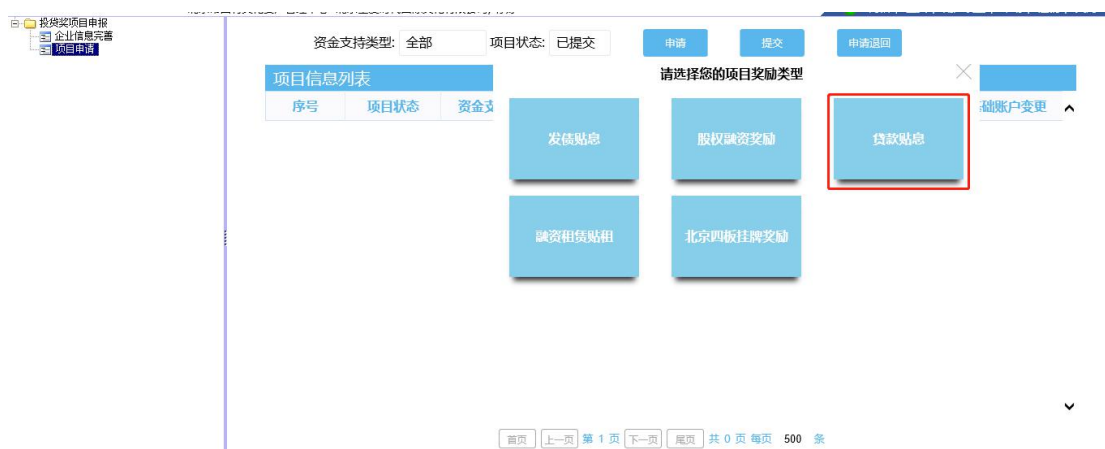 投贷奖项目申报
企业信息完善
项目申请
资金支持类型: 全部 项目状态: 已提交 申请 提交 申请退回
项目信息列表
请选择您的项目奖励类型
序号 项目状态 资金支 账户变更
发债贴息 股权融资奖励 贷款贴息
融资租赁贴租 北京四板挂牌奖励
首页 上一页 第 1 页 下一页 尾页 共 0 页 每页 500 条